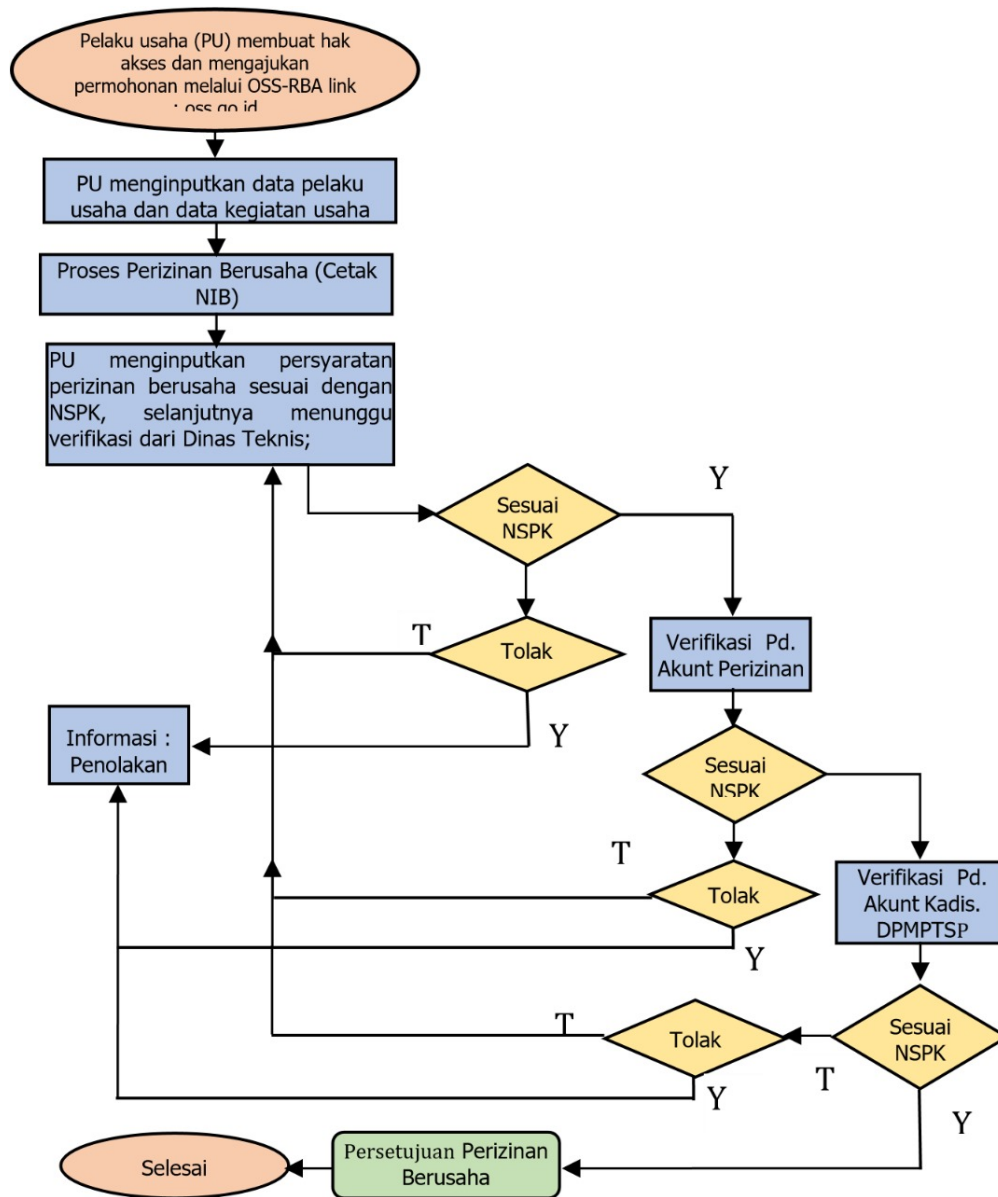 Pelaku usaha (PU) membuat hak
akses dan mengajukan
permohonan melalui OSS-RBA link
: oss.go.id
PU menginputkan data pelaku
usaha dan data kegiatan usaha
Proses Perizinan Berusaha (Cetak
NIB)
PU menginputkan persyaratan
perizinan berusaha sesuai dengan
NSPK, selanjutnya menunggu
verifikasi dari Dinas Teknis;
Sesuai
NSPK
Y
Tolak
T
Y
Verifikasi Pd.
Akunt Perizinan
Informasi :
Penolakan
Sesuai
NSPK
Tolak
T
Y
Verifikasi Pd.
Akunt Kadis.
DPMPTSP
Sesuai
NSPK
T
Y
Tolak
T
Y
Persetujuan Perizinan
Berusaha
Selesai